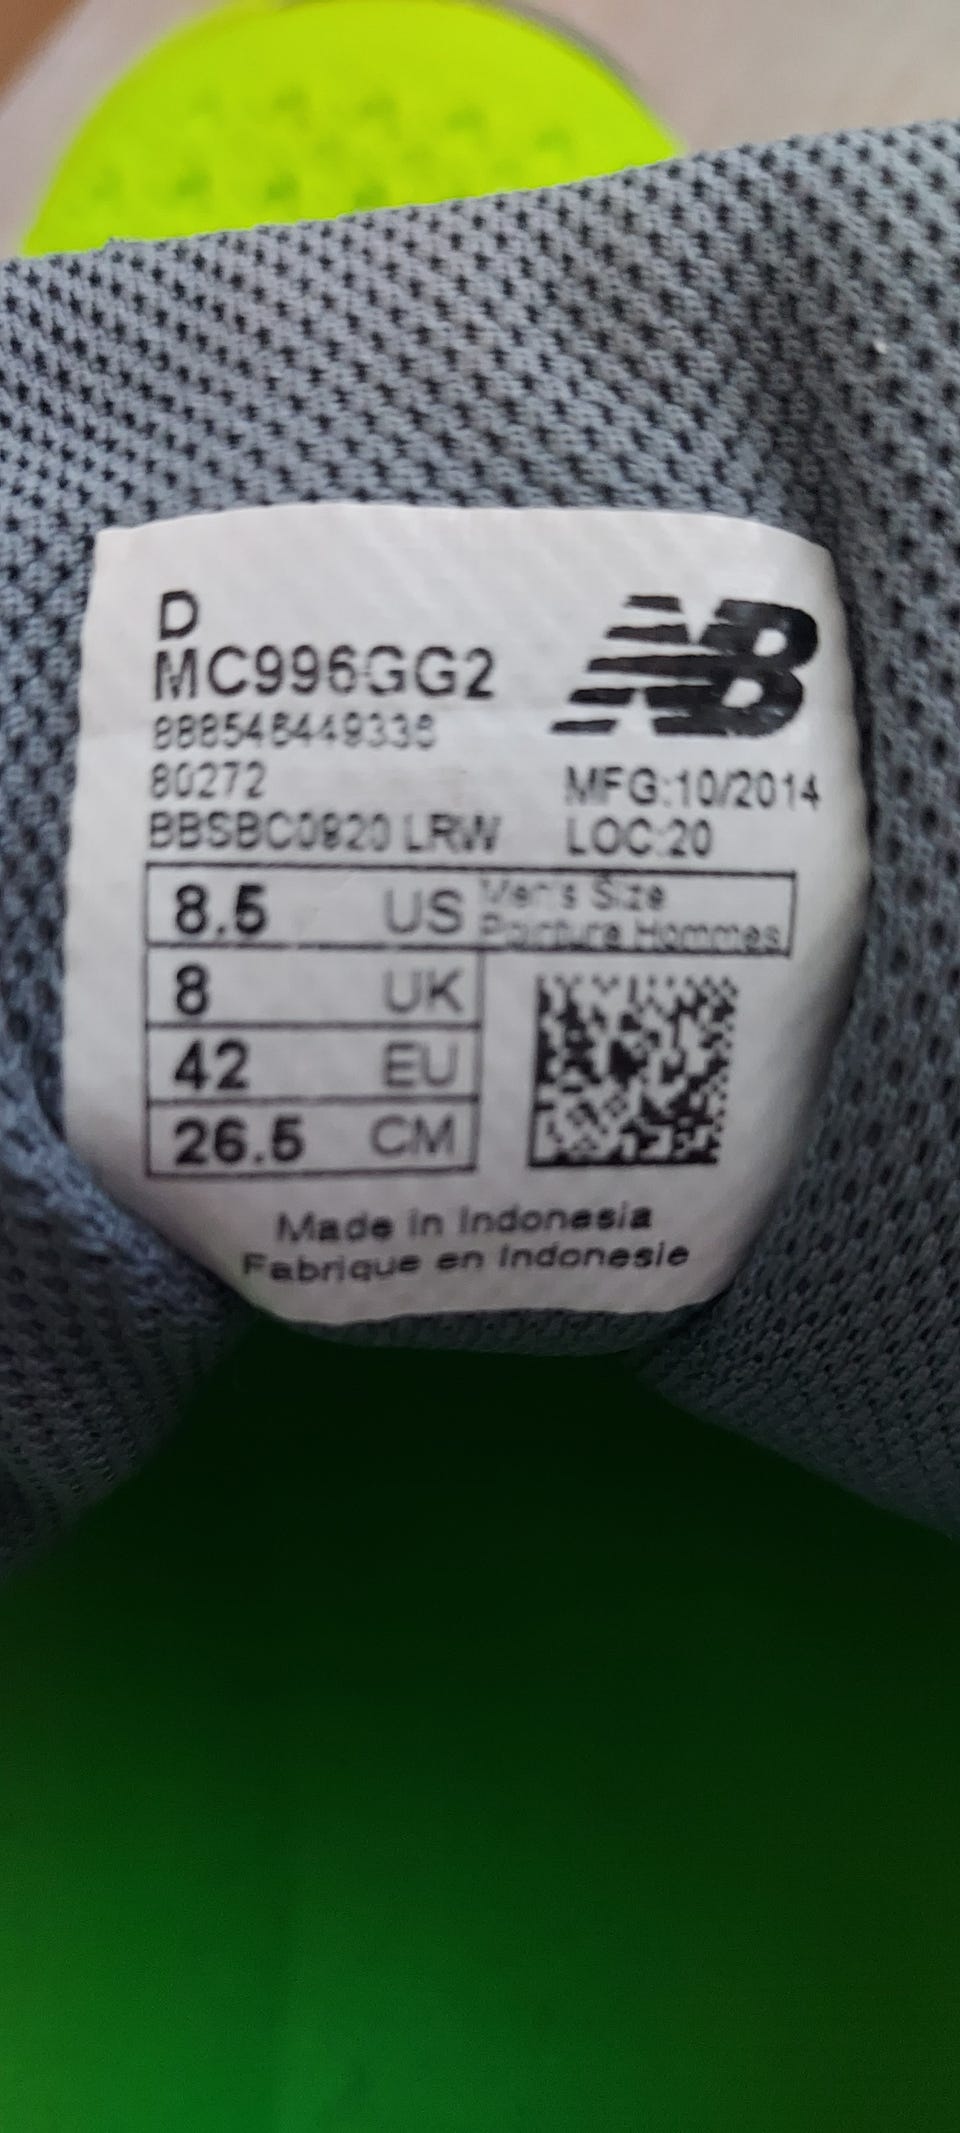 D
MC996GG2
NB
888546449336
80272
MFG:10/2014
BBSBC0920 LRW
LOC:20
8.5 US Men's Size
Pointure Hommes
8 UK
42 EU
26.5 CM
Made in Indonesia
Fabrique en Indonesie